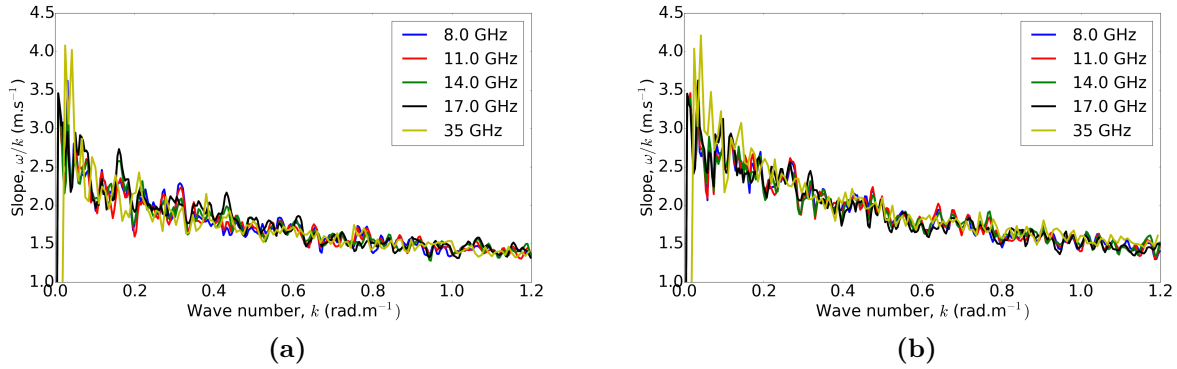 4.5
4.0
3.5
3.0
2.5
2.0
1.5
1.0
Slope, ω/k (m.s⁻¹)
0.0 0.2 0.4 0.6 0.8 1.0 1.2
Wave number, k (rad.m⁻¹)
8.0 GHz
11.0 GHz
14.0 GHz
17.0 GHz
35 GHz
(a)
4.5
4.0
3.5
3.0
2.5
2.0
1.5
1.0
Slope, ω/k (m.s⁻¹)
0.0 0.2 0.4 0.6 0.8 1.0 1.2
Wave number, k (rad.m⁻¹)
8.0 GHz
11.0 GHz
14.0 GHz
17.0 GHz
35 GHz
(b)